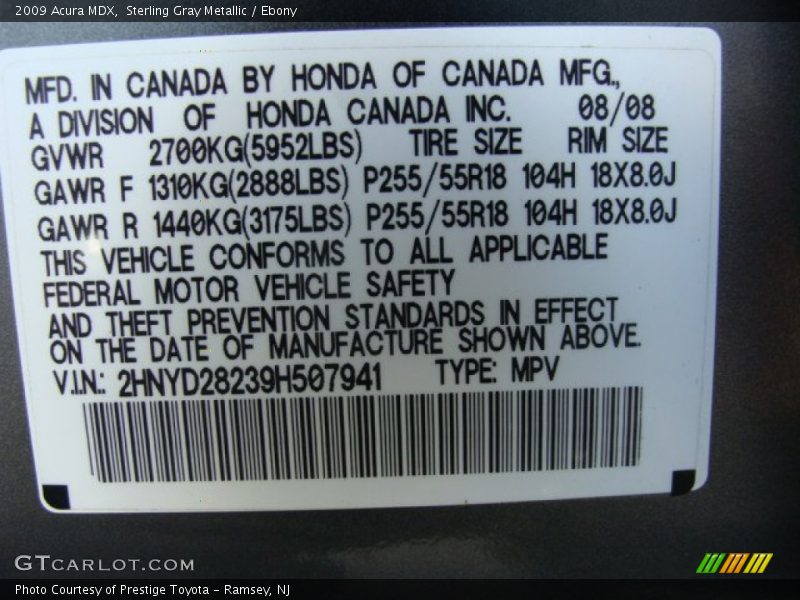 2009 Acura MDX, Sterling Gray Metallic / Ebony
MFD. IN CANADA BY HONDA OF CANADA MFG.,
A DIVISION OF HONDA CANADA INC. 08/08
GVWR 2700KG(5952LBS) TIRE SIZE RIM SIZE
GAWR F 1310KG(2888LBS) P255/55R18 104H 18X8.0J
GAWR R 1440KG(3175LBS) P255/55R18 104H 18X8.0J
THIS VEHICLE CONFORMS TO ALL APPLICABLE
FEDERAL MOTOR VEHICLE SAFETY
AND THEFT PREVENTION STANDARDS IN EFFECT
ON THE DATE OF MANUFACTURE SHOWN ABOVE.
V.I.N.: 2HNYD28239H507941 TYPE: MPV
GTCARLOT.COM
Photo Courtesy of Prestige Toyota - Ramsey, NJ